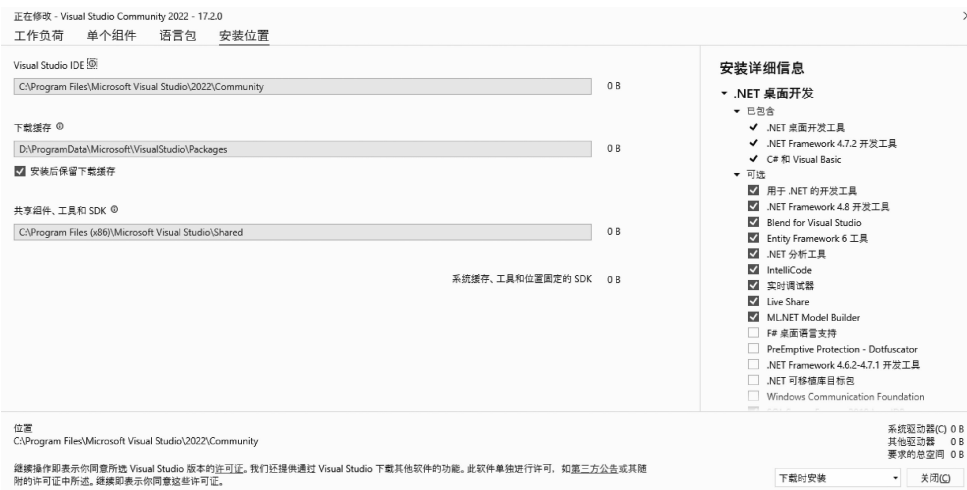 正在修改 - Visual Studio Community 2022 - 17.2.0
工作负荷 单个组件 语言包 安装位置
Visual Studio IDE
C:\Program Files\Microsoft Visual Studio\2022\Community 0 B
下载缓存
D:\ProgramData\Microsoft\VisualStudio\Packages 0 B
安装后保留下载缓存
共享组件、工具和 SDK
C:\Program Files (x86)\Microsoft Visual Studio\Shared 0 B
系统缓存、工具和位置固定的 SDK 0 B
安装详细信息
.NET 桌面开发
已包含
.NET 桌面开发工具
.NET Framework 4.7.2 开发工具
C# 和 Visual Basic
可选
用于 .NET 的开发工具
.NET Framework 4.8 开发工具
Blend for Visual Studio
Entity Framework 6 工具
.NET 分析工具
IntelliCode
实时调试器
Live Share
ML.NET Model Builder
F# 桌面语言支持
PreEmptive Protection - Dotfuscator
.NET Framework 4.6.2-4.7.1 开发工具
.NET 可移植库目标包
Windows Communication Foundation
位置
C:\Program Files\Microsoft Visual Studio\2022\Community
继续操作即表示你同意所选 Visual Studio 版本的许可证。我们还提供通过 Visual Studio 下载其他软件的功能。此软件单独进行许可，如第三方公告或其随
附的许可证中所述。继续即表示你同意这些许可证。
系统驱动器(C) 0 B
其他驱动器 0 B
要求的总空间 0 B
下载时安装 关闭(C)